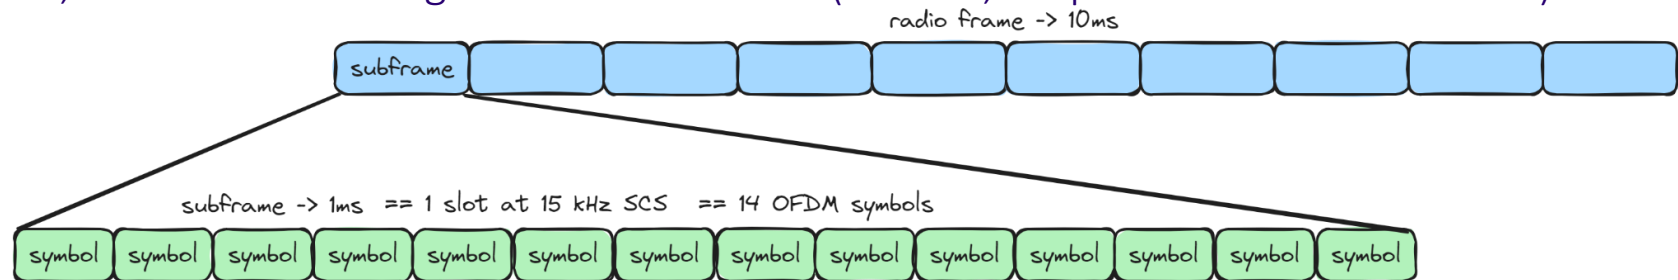 radio frame -> 10ms
subframe
subframe -> 1ms == 1 slot at 15 kHz SCS == 14 OFDM symbols
symbol symbol symbol symbol symbol symbol symbol symbol symbol symbol symbol symbol symbol symbol